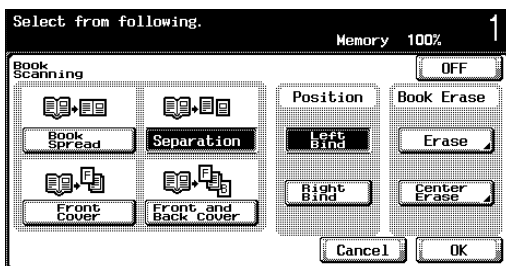 Select from following.
Memory 100% 1
Book
Scanning
OFF
Position
Book Erase
Book
Spread
Separation
Left
Bind
Erase
F
F
B
Front
Cover
Front and
Back Cover
Right
Bind
Center
Erase
Cancel
OK